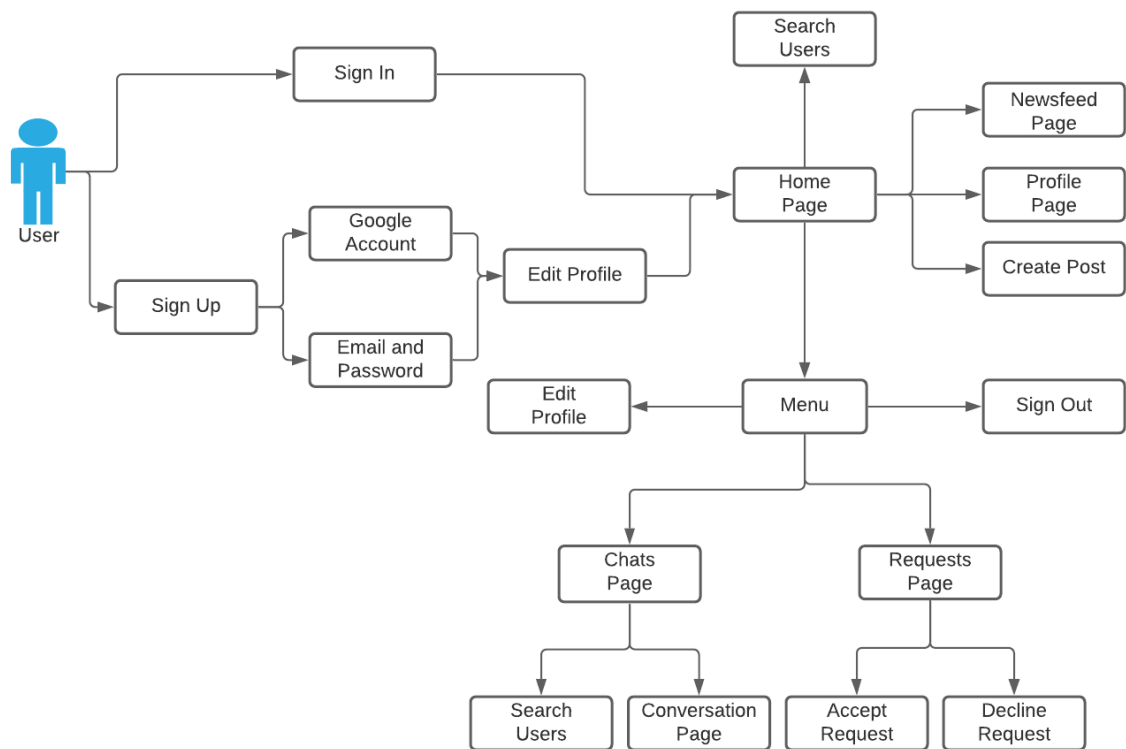 Search
Users
Sign In
Newsfeed
Page
Home
Page
Profile
Page
User
Google
Account
Edit Profile
Create Post
Sign Up
Email and
Password
Edit
Profile
Menu
Sign Out
Chats
Page
Requests
Page
Search
Users
Conversation
Page
Accept
Request
Decline
Request